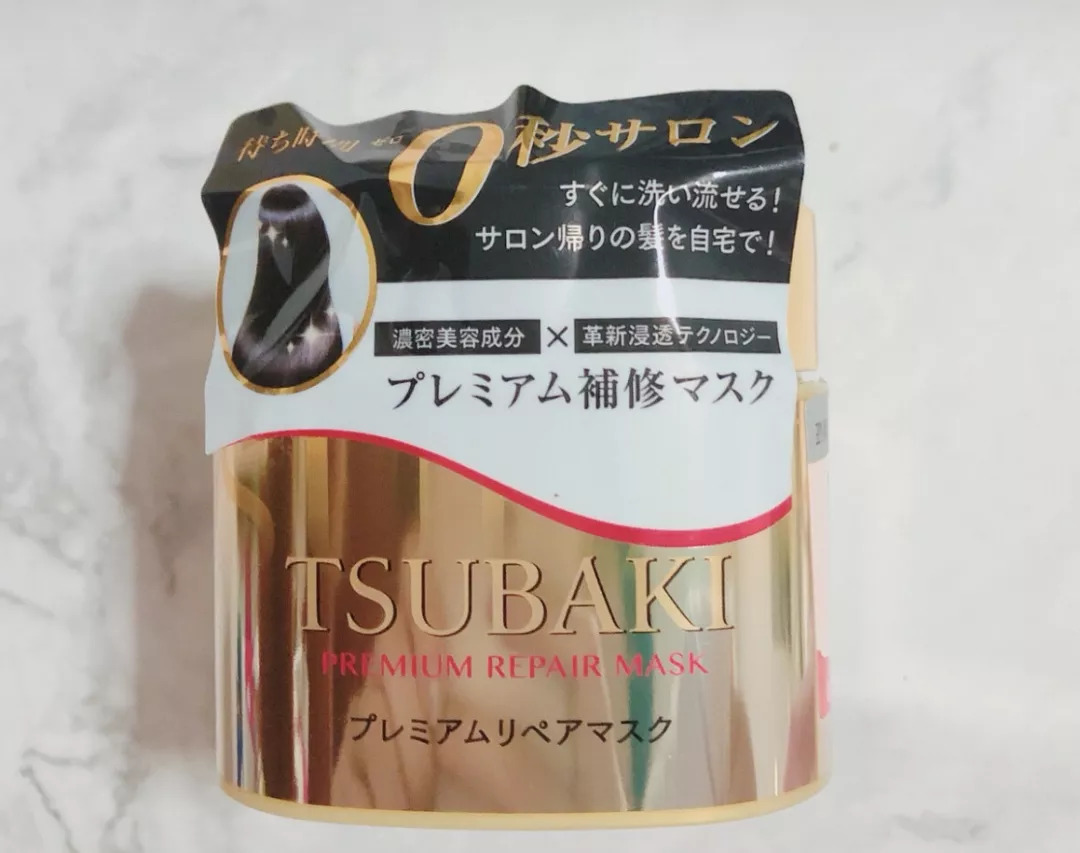 待ち時間 ゼロ 0秒サロン
すぐに洗い流せる!
サロン帰りの髪を自宅で!
濃密美容成分 × 革新浸透テクノロジー
プレミアム補修マスク
TSUBAKI
PREMIUM REPAIR MASK
プレミアムリペアマスク